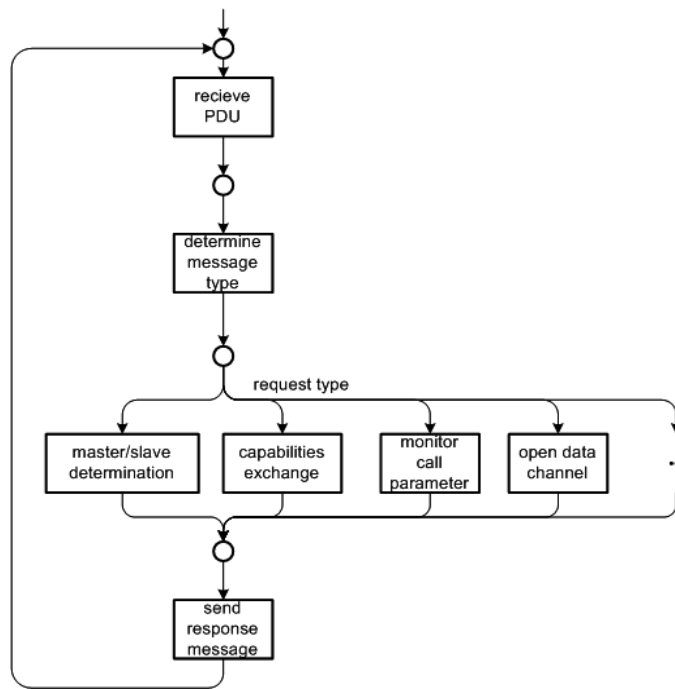 recieve
PDU
determine
message
type
request type
master/slave
determination
capabilities
exchange
monitor
call
parameter
open data
channel
..
send
response
message